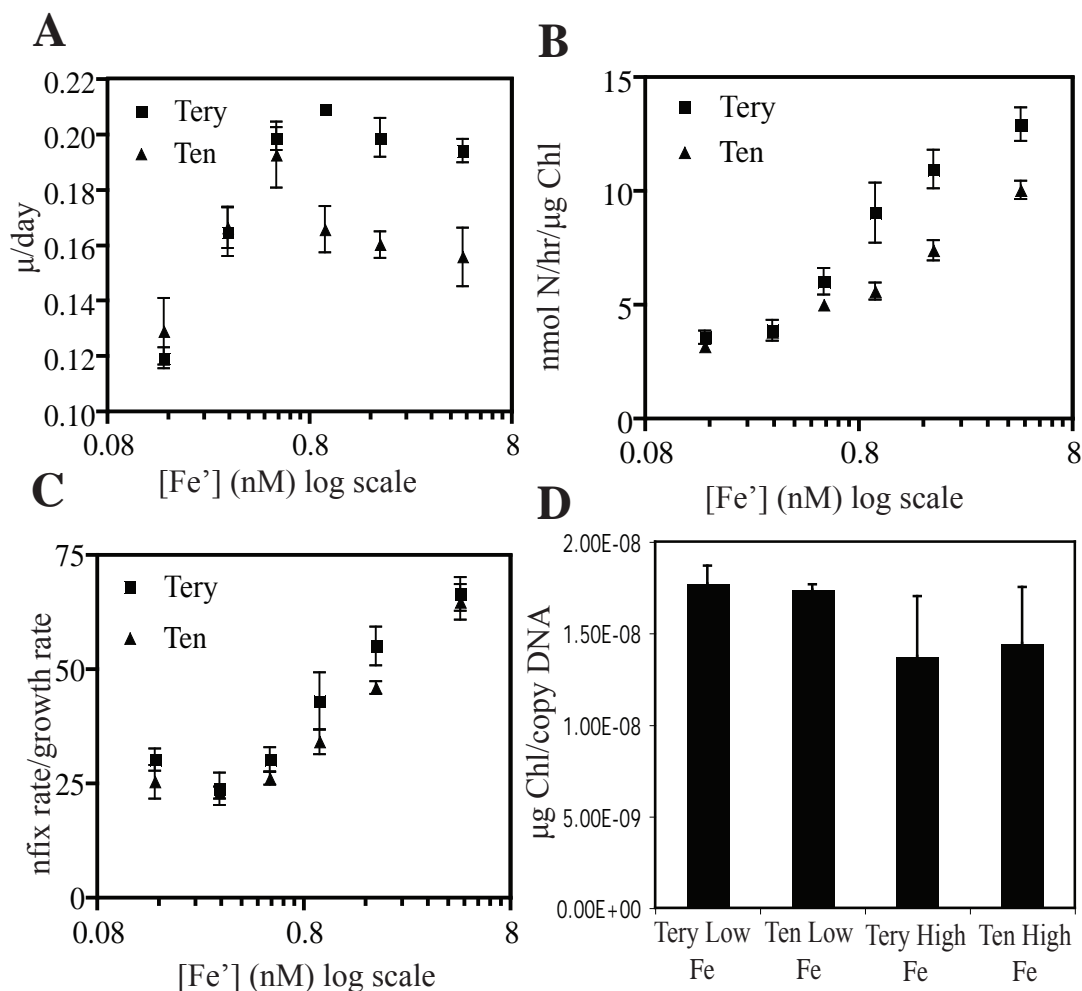 A
0.22
0.20
0.18
0.16
0.14
0.12
0.10
μ/day
Tery
Ten
0.08
0.8
8
[Fe’] (nM) log scale
B
15
10
5
0
nmol N/hr/μg Chl
Tery
Ten
0.08
0.8
8
[Fe’] (nM) log scale
C
75
50
25
0
nfix rate/growth rate
Tery
Ten
0.08
0.8
8
[Fe’] (nM) log scale
D
2.00E-08
1.50E-08
1.00E-08
5.00E-09
0.00E+00
μg Chl/copy DNA
Tery Low
Fe
Ten Low
Fe
Tery High
Fe
Ten High
Fe